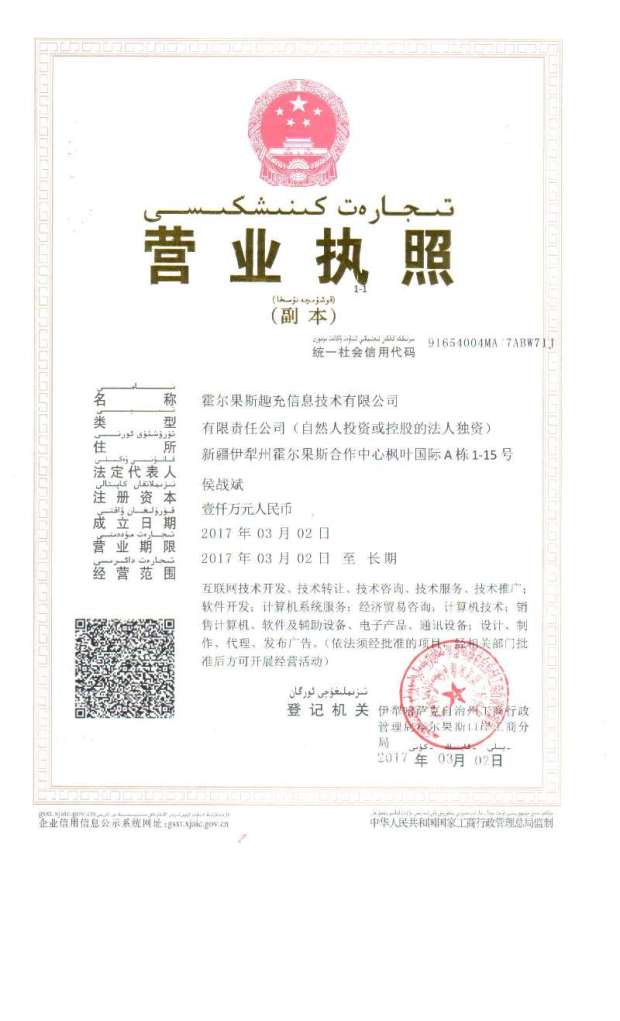 تىجارەت كىنىشكىسى
营业执照
1-1
(قوشۇمچە نۇسخا)
(副本)
统一社会信用代码 91654004MA 7ABW71J
名称 霍尔果斯趣充信息技术有限公司
类型 有限责任公司（自然人投资或控股的法人独资）
住所 新疆伊犁州霍尔果斯合作中心枫叶国际A栋1-15号
法定代表人 侯战斌
注册资本 壹仟万元人民币
成立日期 2017年03月02日
营业期限 2017年03月02日 至 长期
经营范围 互联网技术开发、技术转让、技术咨询、技术服务、技术推广；
软件开发；计算机系统服务；经济贸易咨询；计算机技术；销
售计算机、软件及辅助设备、电子产品、通讯设备；设计、制
作、代理、发布广告。（依法须经批准的项目，经相关部门批
准后方可开展经营活动）
تىزىملىغۇچى ئورگان
登记机关 伊犁哈萨克自治州工商行政
管理局霍尔果斯口岸工商分
局
2017年 03月 02日
企业信用信息公示系统网址:gsxt.xjaic.gov.cn
中华人民共和国国家工商行政管理总局监制